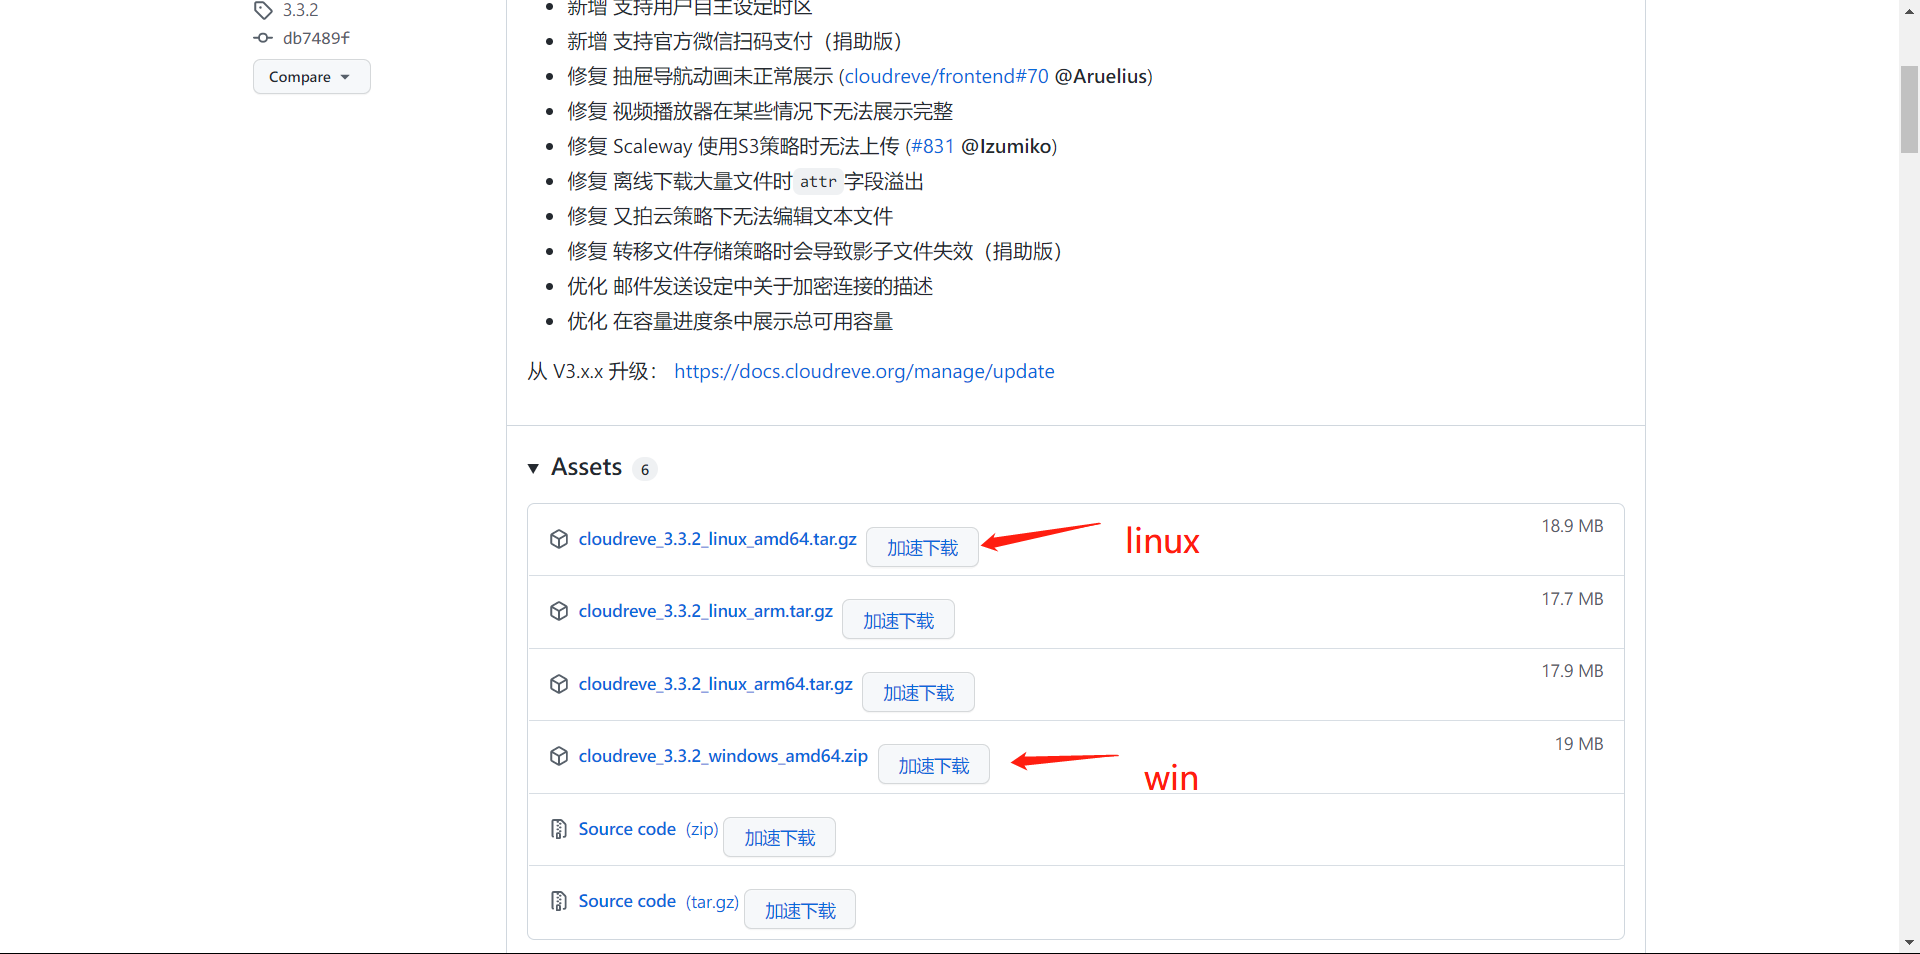 3.3.2
db7489f
Compare
新增 支持用户自主设定时区
新增 支持官方微信扫码支付（捐助版）
修复 抽屉导航动画未正常展示 (cloudreve/frontend#70 @Aruelius)
修复 视频播放器在某些情况下无法展示完整
修复 Scaleway 使用S3策略时无法上传 (#831 @Izumiko)
修复 离线下载大量文件时 attr 字段溢出
修复 又拍云策略下无法编辑文本文件
修复 转移文件存储策略时会导致影子文件失效（捐助版）
优化 邮件发送设定中关于加密连接的描述
优化 在容量进度条中展示总可用容量
从 V3.x.x 升级： https://docs.cloudreve.org/manage/update
Assets 6
cloudreve_3.3.2_linux_amd64.tar.gz 加速下载 linux 18.9 MB
cloudreve_3.3.2_linux_arm.tar.gz 加速下载 17.7 MB
cloudreve_3.3.2_linux_arm64.tar.gz 加速下载 17.9 MB
cloudreve_3.3.2_windows_amd64.zip 加速下载 win 19 MB
Source code (zip) 加速下载
Source code (tar.gz) 加速下载